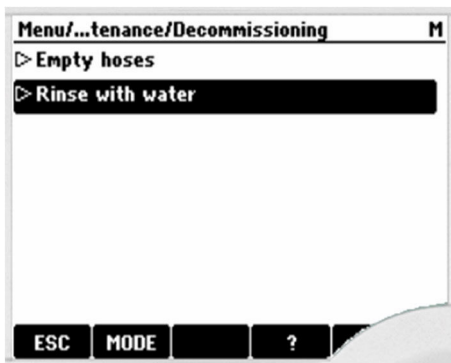 Menu/...tenance/Decommissioning M
▷Empty hoses
▷Rinse with water
ESC MODE ?